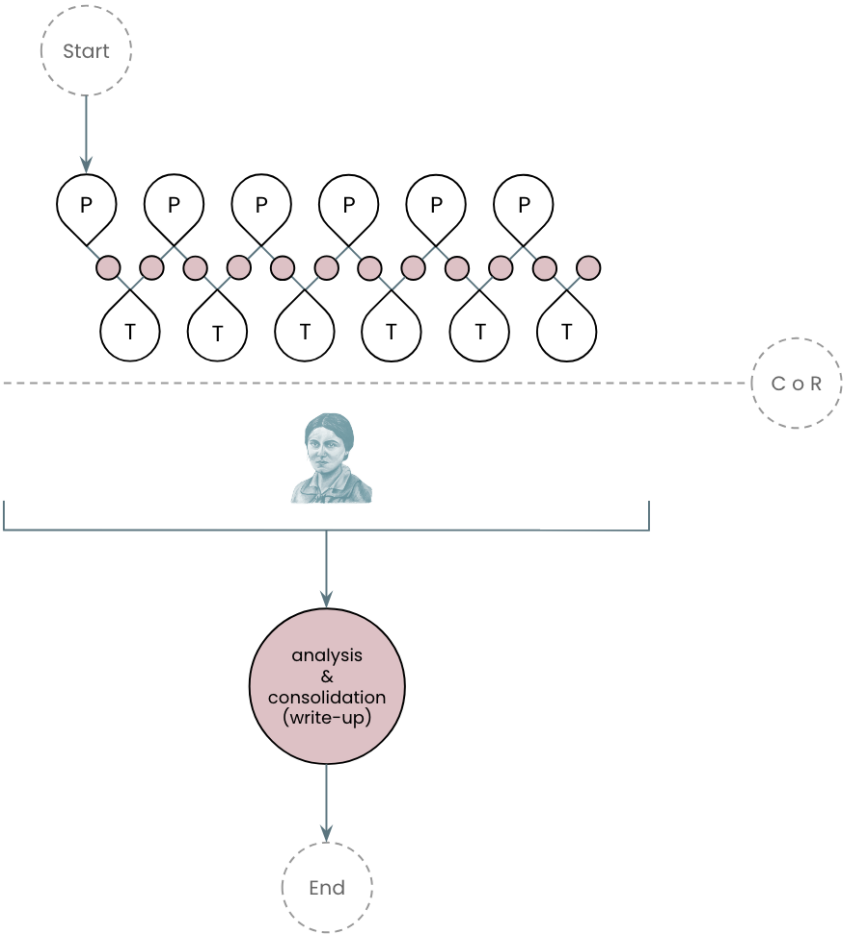 Start
P P P P P P
T T T T T T
C o R
analysis
&
consolidation
(write-up)
End